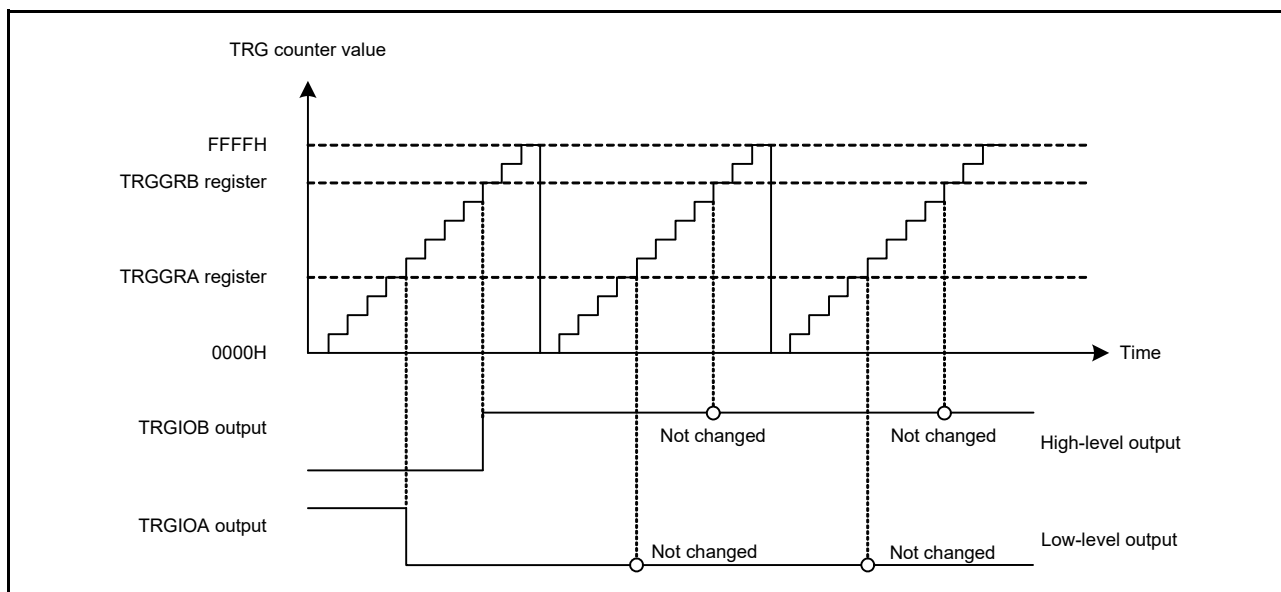 TRG counter value
FFFFH
TRGGRB register
TRGGRA register
0000H
Time
TRGIOB output
Not changed
Not changed
High-level output
TRGIOA output
Not changed
Not changed
Low-level output